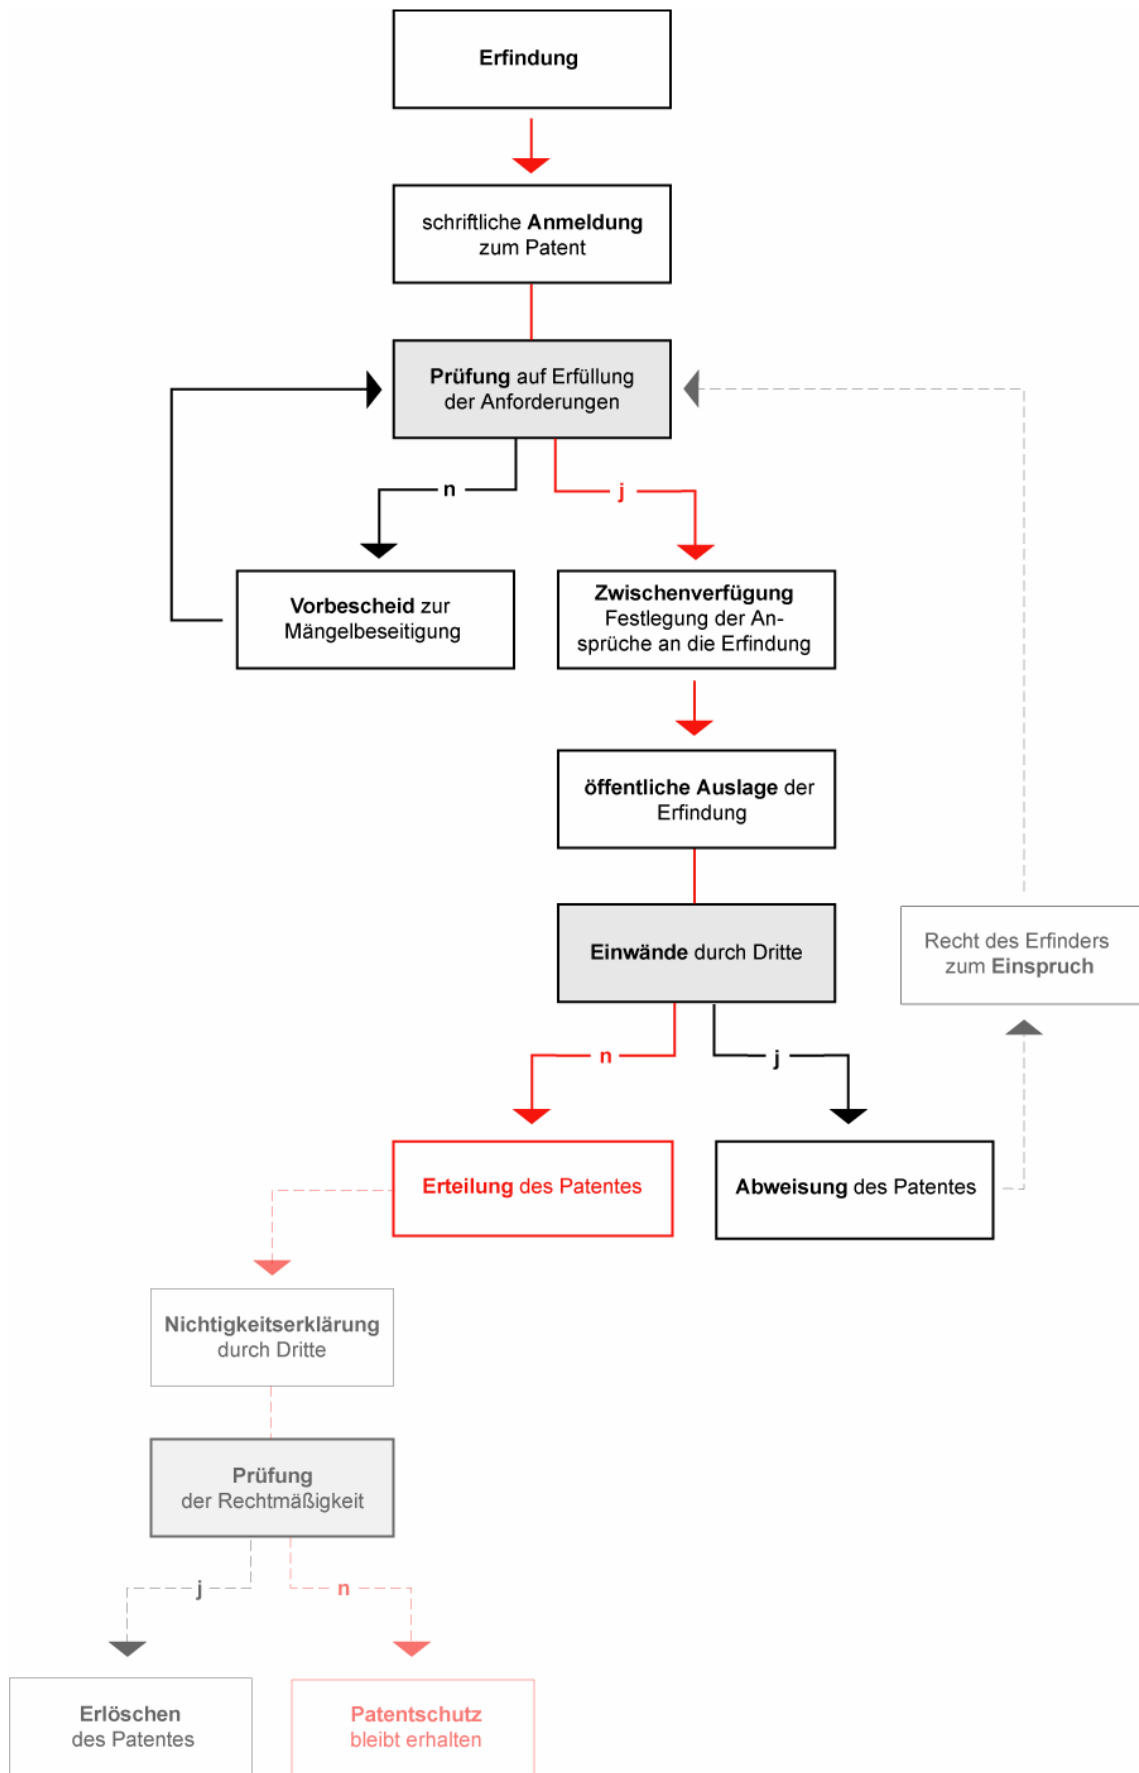 Erfindung
schriftliche Anmeldung
zum Patent
Prüfung auf Erfüllung
der Anforderungen
n
j
Vorbescheid zur
Mängelbeseitigung
Zwischenverfügung
Festlegung der An-
sprüche an die Erfindung
öffentliche Auslage der
Erfindung
Einwände durch Dritte
Recht des Erfinders
zum Einspruch
n
j
Erteilung des Patentes
Abweisung des Patentes
Nichtigkeitserklärung
durch Dritte
Prüfung
der Rechtmäßigkeit
j
n
Erlöschen
des Patentes
Patentschutz
bleibt erhalten